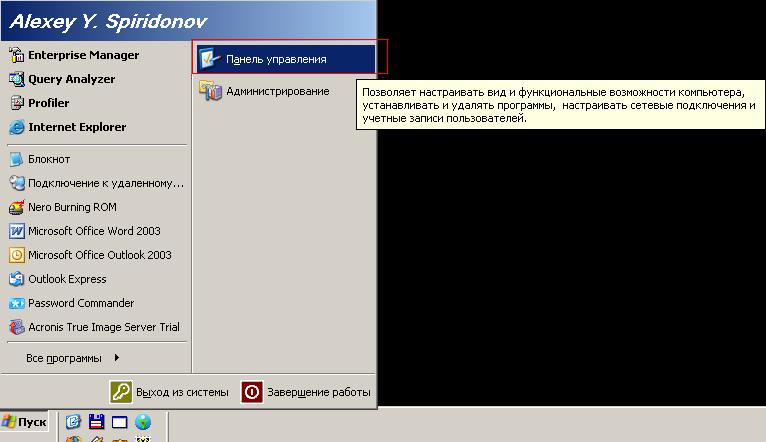 Alexey Y. Spiridonov
Enterprise Manager
Query Analyzer
Profiler
Internet Explorer
Блокнот
Подключение к удаленному...
Nero Burning ROM
Microsoft Office Word 2003
Microsoft Office Outlook 2003
Outlook Express
Password Commander
Acronis True Image Server Trial
Все программы
Панель управления
Администрирование
Позволяет настраивать вид и функциональные возможности компьютера,
устанавливать и удалять программы, настраивать сетевые подключения и
учетные записи пользователей.
Выход из системы
Завершение работы
Пуск